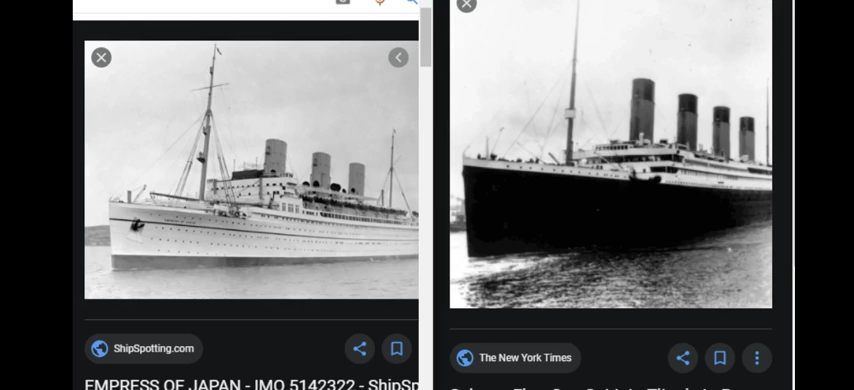 ShipSpotting.com
EMPRESS OF JAPAN - IMO 5142322 - ShipSp
The New York Times